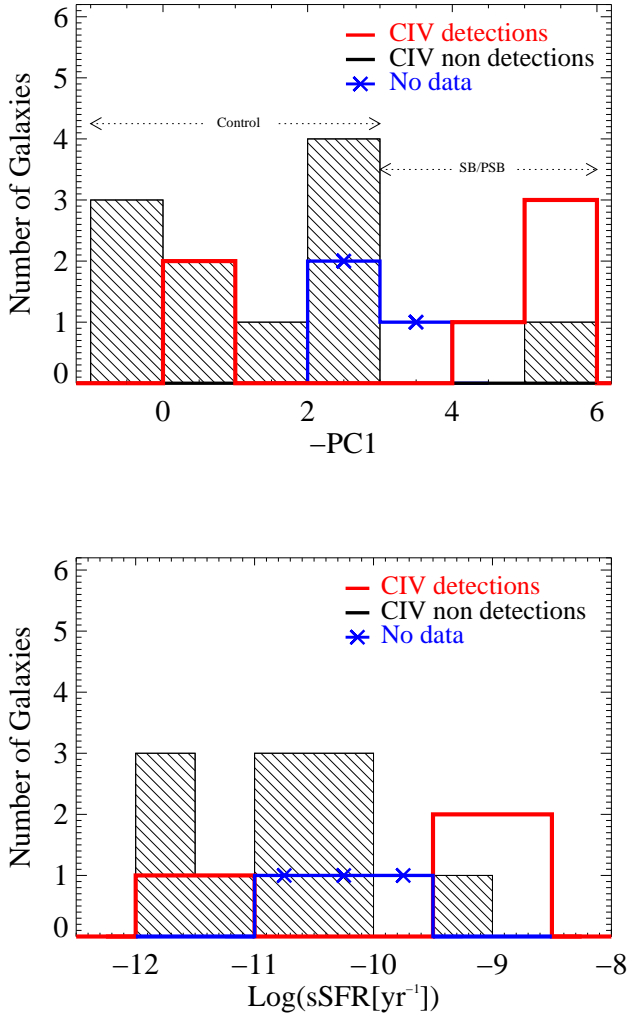 6
5
4
3
2
1
0
Number of Galaxies
CIV detections
CIV non detections
No data
Control
SB/PSB
0 2 4 6
−PC1
6
5
4
3
2
1
0
Number of Galaxies
CIV detections
CIV non detections
No data
−12 −11 −10 −9 −8
Log(sSFR[yr⁻¹])